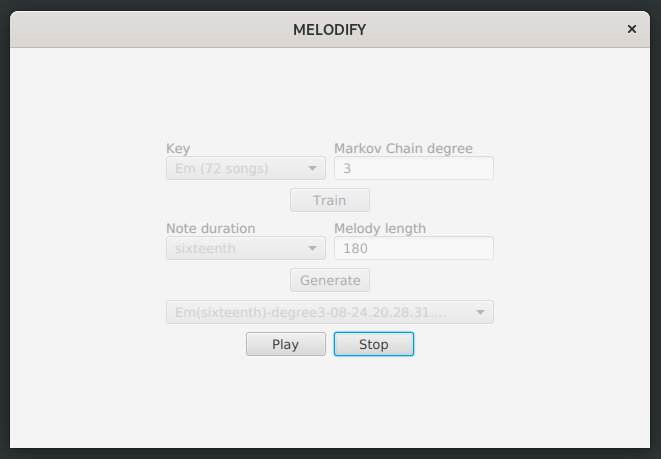 MELODIFY
Key Markov Chain degree
Em (72 songs) 3
Train
Note duration Melody length
sixteenth 180
Generate
Em(sixteenth)-degree3-08-24.20.28.31....
Play Stop